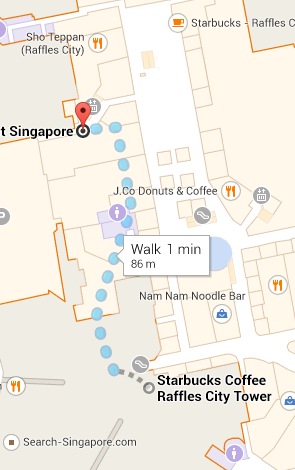 Starbucks - Raffles C
Sho Teppan
(Raffles City)
t Singapore
J.Co Donuts & Coffee
Walk 1 min
86 m
Nam Nam Noodle Bar
Starbucks Coffee
Raffles City Tower
Search-Singapore.com